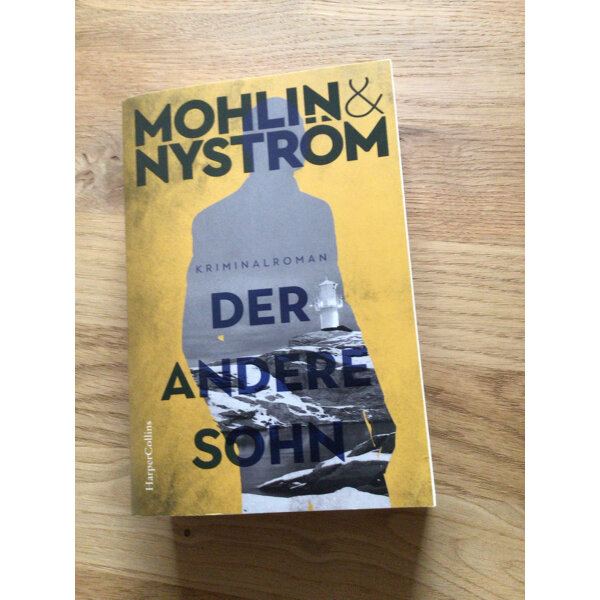 MOHLIN &
NYSTRÖM
KRIMINALROMAN
DER
ANDERE
SOHN
HarperCollins